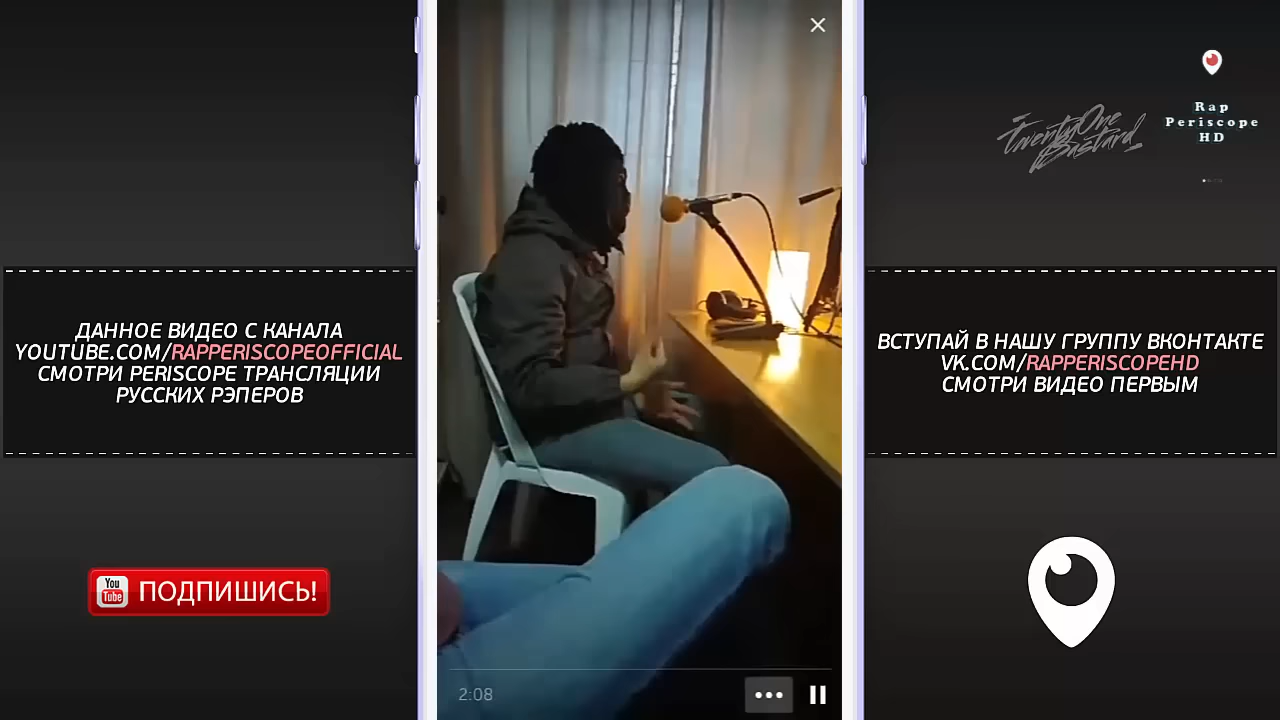 ДАННОЕ ВИДЕО С КАНАЛА
YOUTUBE.COM/RAPPERISCOPEOFFICIAL
СМОТРИ PERISCOPE ТРАНСЛЯЦИИ
РУССКИХ РЭПЕРОВ
You
Tube
ПОДПИШИСЬ!
2:08
TwentyOne
Bastard
Rap
Periscope
HD
ВСТУПАЙ В НАШУ ГРУППУ ВКОНТАКТЕ
VK.COM/RAPPERISCOPEHD
СМОТРИ ВИДЕО ПЕРВЫМ